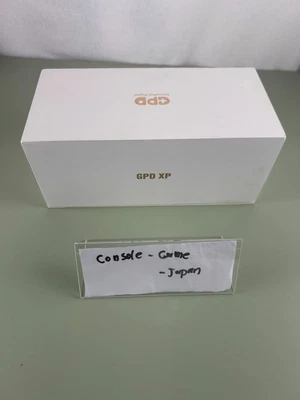 GPD
GPD XP
console - Game
- Japan